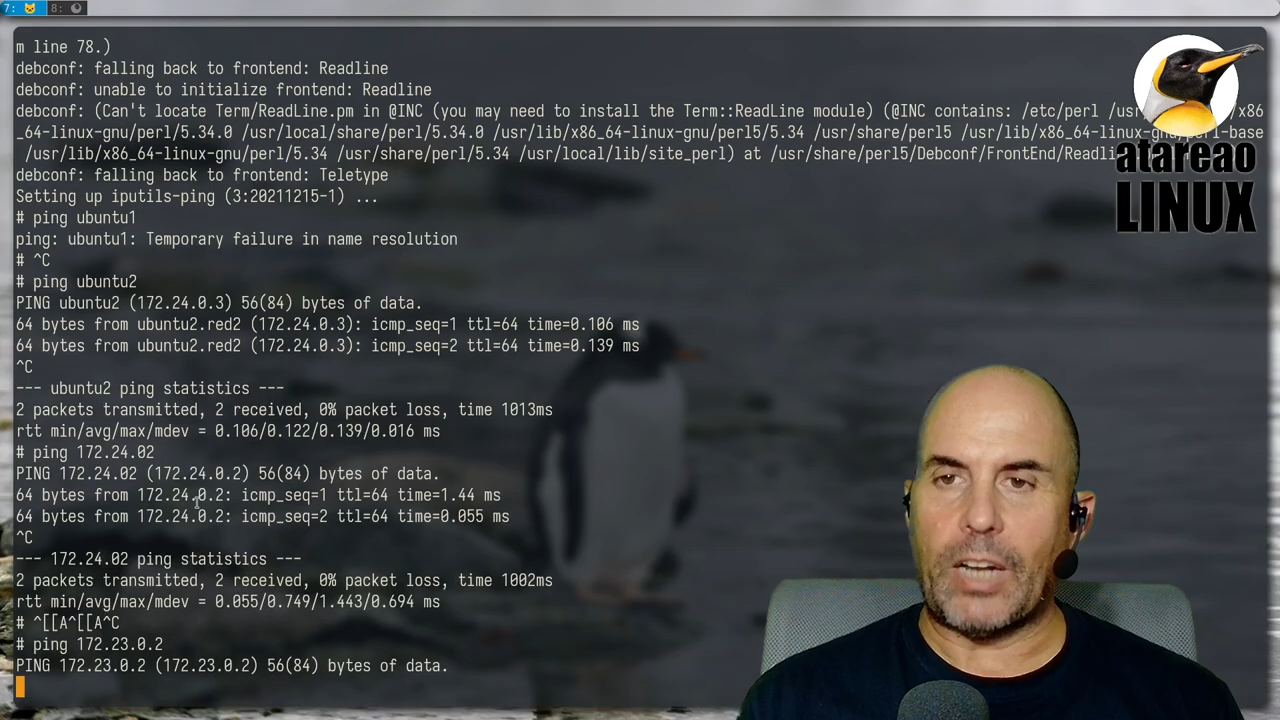 7:
8:
m line 78.)
debconf: falling back to frontend: Readline
debconf: unable to initialize frontend: Readline
debconf: (Can't locate Term/ReadLine.pm in @INC (you may need to install the Term::ReadLine module) (@INC contains: /etc/perl /x86
_64-linux-gnu/perl/5.34.0 /usr/local/share/perl/5.34.0 /usr/lib/x86_64-linux-gnu/perl5/5.34 /usr/share/perl5 /usr/lib/x86_64-linux-gnu/perl-base
/usr/lib/x86_64-linux-gnu/perl/5.34 /usr/share/perl/5.34 /usr/local/lib/site_perl) at /usr/share/perl5/Debconf/FrontEnd/
debconf: falling back to frontend: Teletype
Setting up iputils-ping (3:20211215-1) ...
# ping ubuntu1
ping: ubuntu1: Temporary failure in name resolution
# ^C
# ping ubuntu2
PING ubuntu2 (172.24.0.3) 56(84) bytes of data.
64 bytes from ubuntu2.red2 (172.24.0.3): icmp_seq=1 ttl=64 time=0.106 ms
64 bytes from ubuntu2.red2 (172.24.0.3): icmp_seq=2 ttl=64 time=0.139 ms
^C
--- ubuntu2 ping statistics ---
2 packets transmitted, 2 received, 0% packet loss, time 1013ms
rtt min/avg/max/mdev = 0.106/0.122/0.139/0.016 ms
# ping 172.24.02
PING 172.24.02 (172.24.0.2) 56(84) bytes of data.
64 bytes from 172.24.0.2: icmp_seq=1 ttl=64 time=1.44 ms
64 bytes from 172.24.0.2: icmp_seq=2 ttl=64 time=0.055 ms
^C
--- 172.24.02 ping statistics ---
2 packets transmitted, 2 received, 0% packet loss, time 1002ms
rtt min/avg/max/mdev = 0.055/0.749/1.443/0.694 ms
# ^[[A^[[A^C
# ping 172.23.0.2
PING 172.23.0.2 (172.23.0.2) 56(84) bytes of data.
atareao
LINUX